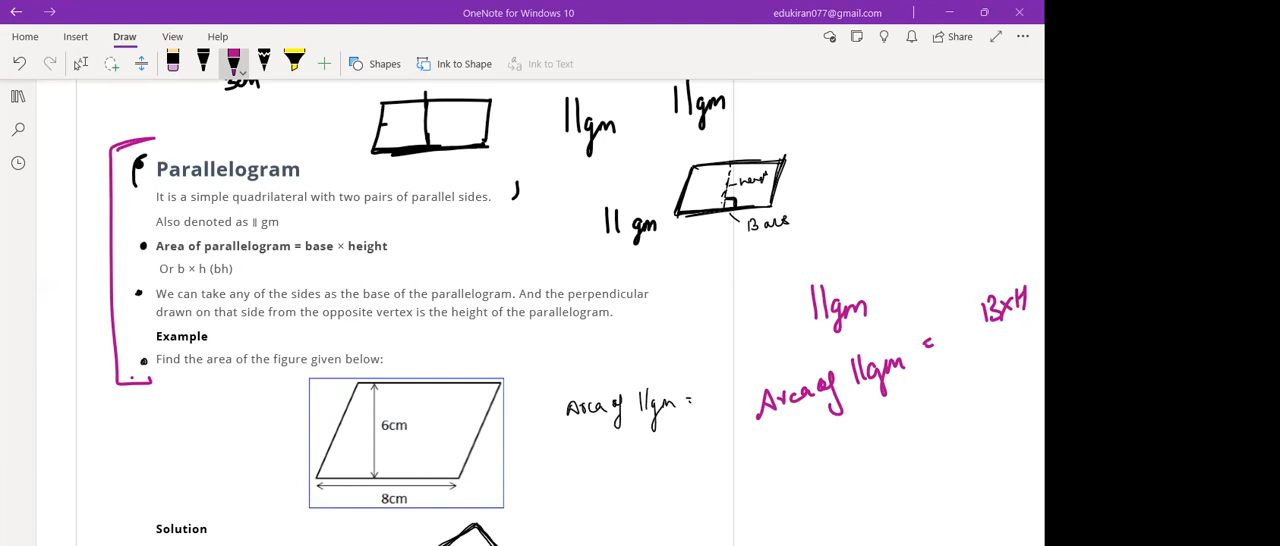 OneNote for Windows 10
edukiran077@gmail.com
Home Insert Draw View Help
Share
Shapes
Ink to Shape
Ink to Text
||gm
||gm
Parallelogram
It is a simple quadrilateral with two pairs of parallel sides.
Also denoted as ∥ gm
||gm
Area of parallelogram = base × height
Or b × h (bh)
We can take any of the sides as the base of the parallelogram. And the perpendicular
drawn on that side from the opposite vertex is the height of the parallelogram.
||gm
B×H
Example
Find the area of the figure given below:
Area of ||gm =
Area of ||gm =
6cm
8cm
Solution